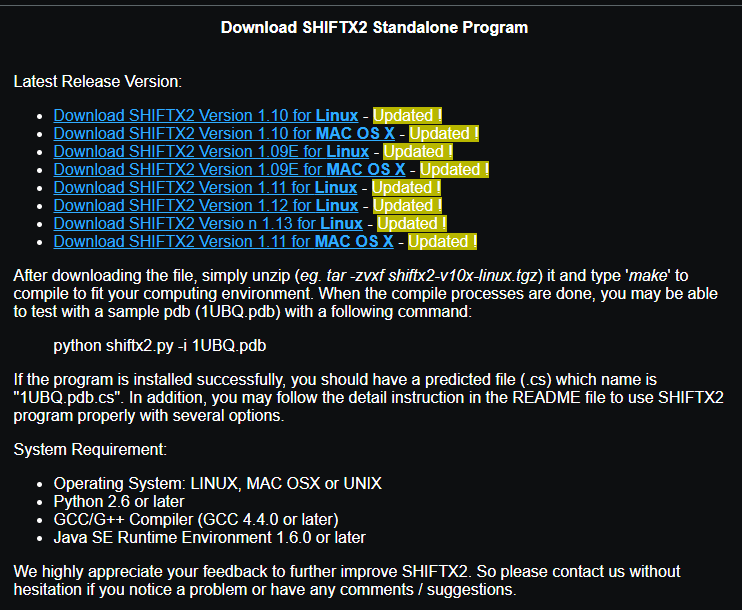 Download SHIFTX2 Standalone Program
Latest Release Version:
• Download SHIFTX2 Version 1.10 for Linux - Updated !
• Download SHIFTX2 Version 1.10 for MAC OS X - Updated !
• Download SHIFTX2 Version 1.09E for Linux - Updated !
• Download SHIFTX2 Version 1.09E for MAC OS X - Updated !
• Download SHIFTX2 Version 1.11 for Linux - Updated !
• Download SHIFTX2 Version 1.12 for Linux - Updated !
• Download SHIFTX2 Versio n 1.13 for Linux - Updated !
• Download SHIFTX2 Version 1.11 for MAC OS X - Updated !
After downloading the file, simply unzip (eg. tar -zvxf shiftx2-v10x-linux.tgz) it and type 'make' to
compile to fit your computing environment. When the compile processes are done, you may be able
to test with a sample pdb (1UBQ.pdb) with a following command:
python shiftx2.py -i 1UBQ.pdb
If the program is installed successfully, you should have a predicted file (.cs) which name is
"1UBQ.pdb.cs". In addition, you may follow the detail instruction in the README file to use SHIFTX2
program properly with several options.
System Requirement:
• Operating System: LINUX, MAC OSX or UNIX
• Python 2.6 or later
• GCC/G++ Compiler (GCC 4.4.0 or later)
• Java SE Runtime Environment 1.6.0 or later
We highly appreciate your feedback to further improve SHIFTX2. So please contact us without
hesitation if you notice a problem or have any comments / suggestions.